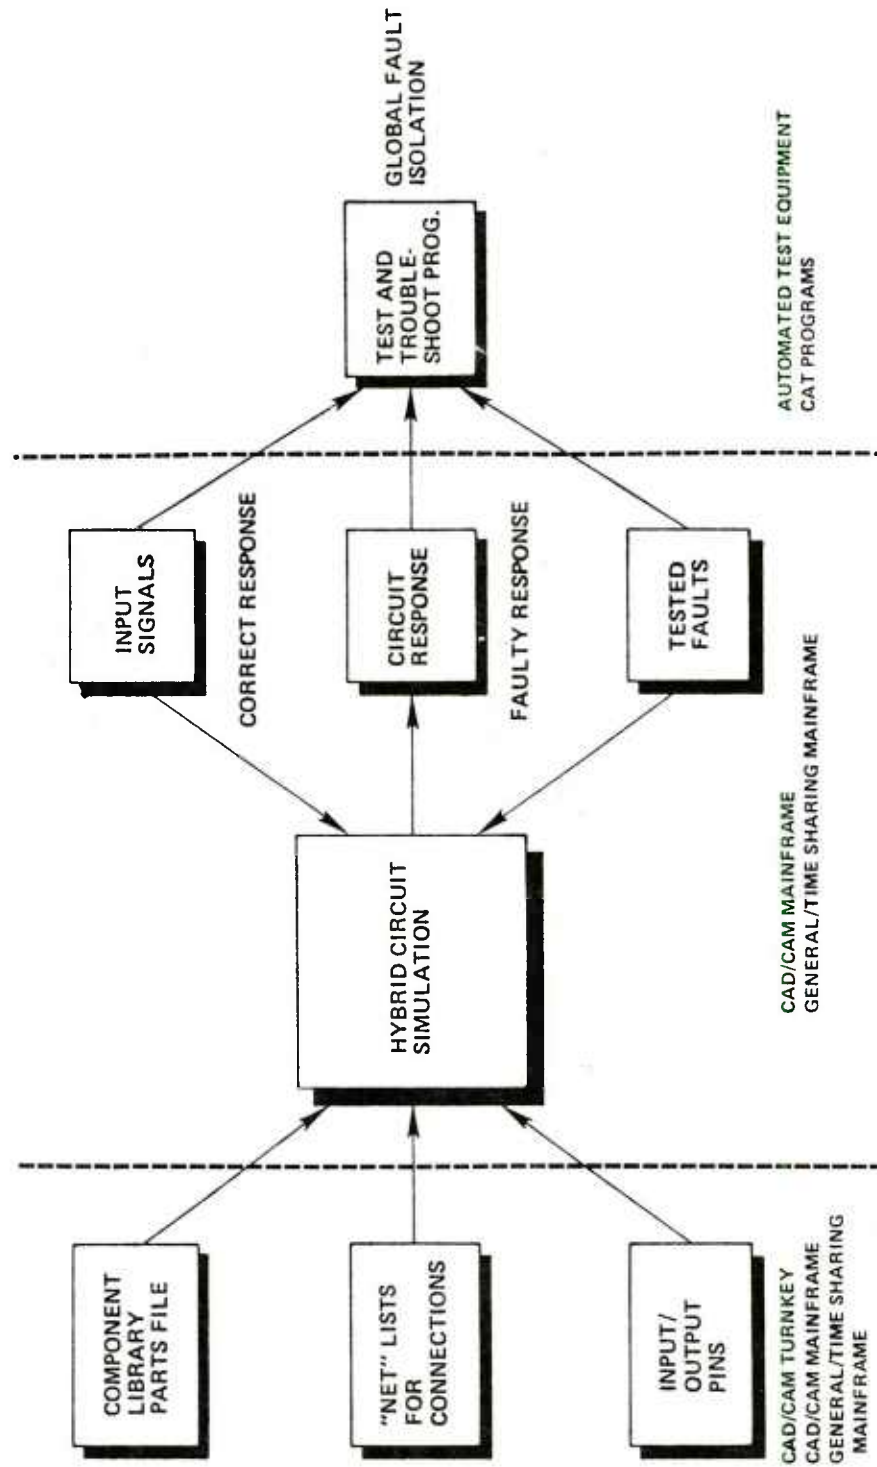 COMPONENT
LIBRARY
PARTS FILE
"NET" LISTS
FOR
CONNECTIONS
INPUT/
OUTPUT
PINS
CAD/CAM TURNKEY
CAD/CAM MAINFRAME
GENERAL/TIME SHARING
MAINFRAME
HYBRID CIRCUIT
SIMULATION
INPUT
SIGNALS
CORRECT RESPONSE
CIRCUIT
RESPONSE
FAULTY RESPONSE
TESTED
FAULTS
CAD/CAM MAINFRAME
GENERAL/TIME SHARING MAINFRAME
GLOBAL FAULT
ISOLATION
TEST AND
TROUBLE-
SHOOT PROG.
AUTOMATED TEST EQUIPMENT
CAT PROGRAMS